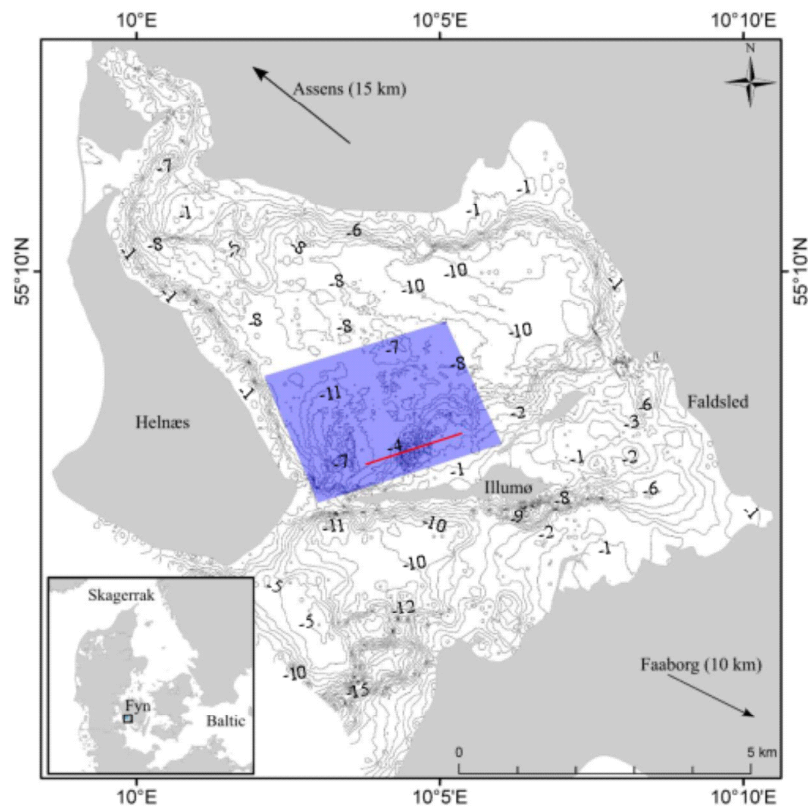 10°E 10°5'E 10°10'E
N
Assens (15 km)
-7
-1
-1
-1
-6
-8 -5 -8
-1
55°10'N 55°10'N
-10 -10
-8
-1
-1
-8 -8 -10
-7
-8
-1 -11
Helnæs
-2 -6 Faldsled
-3
-4
-7 -1 -1 -2
Illumø -8 -6
-9
-1
-11 -10 -2
-1
-10
-5
Skagerrak
-12
-5
Fyn
Baltic
-10
-15
Faaborg (10 km)
0 5 km
10°E 10°5'E 10°10'E